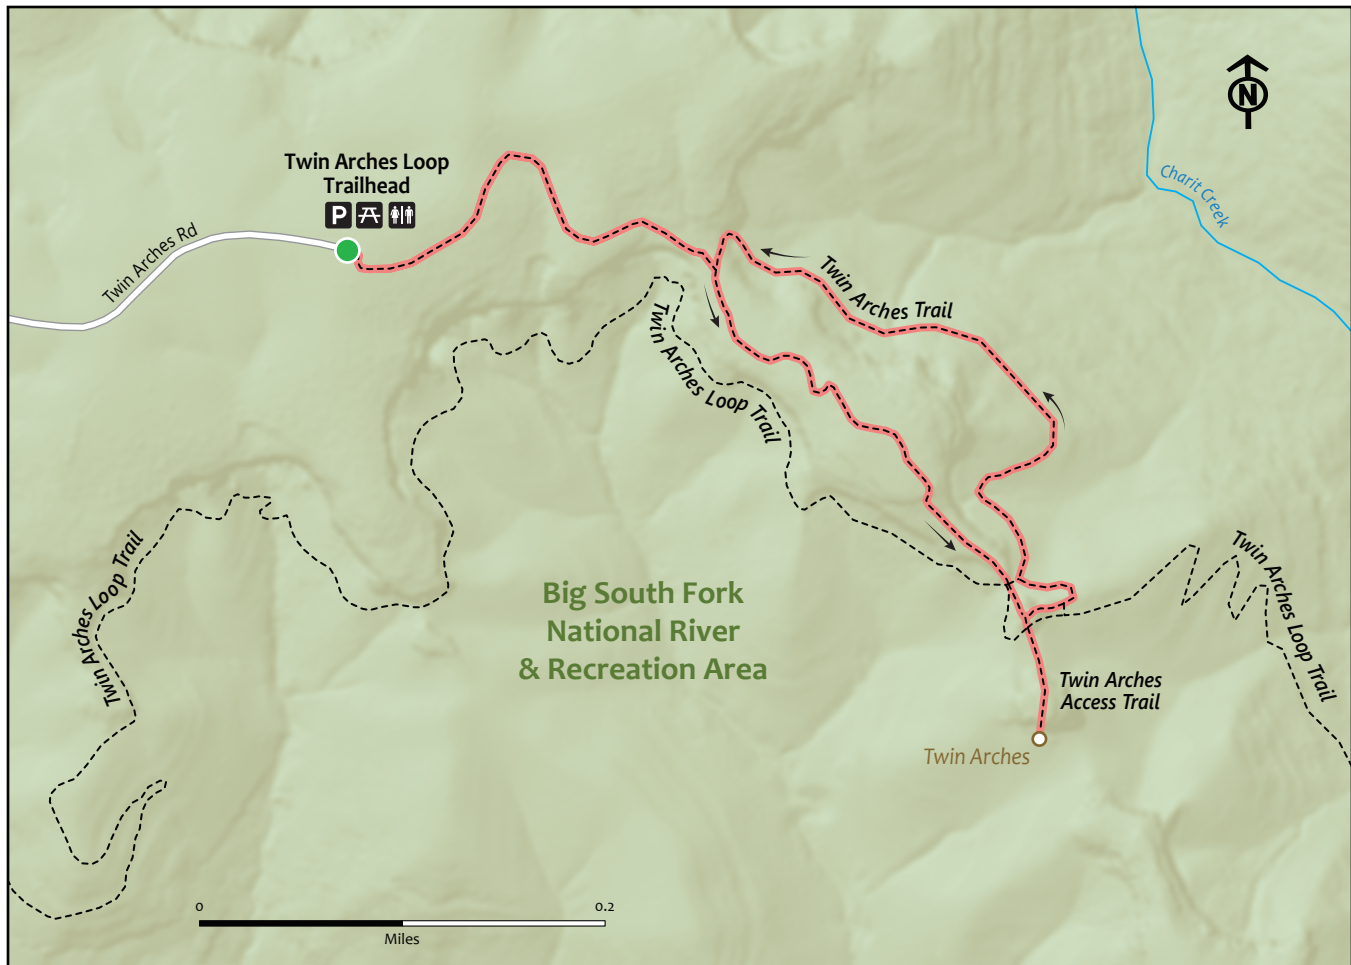 N
Charit Creek
Twin Arches Loop
Trailhead
P
Twin Arches Rd
Twin Arches Trail
Twin Arches Loop Trail
Twin Arches Loop Trail
Twin Arches Loop Trail
Big South Fork
National River
& Recreation Area
Twin Arches
Access Trail
Twin Arches
0
0.2
Miles